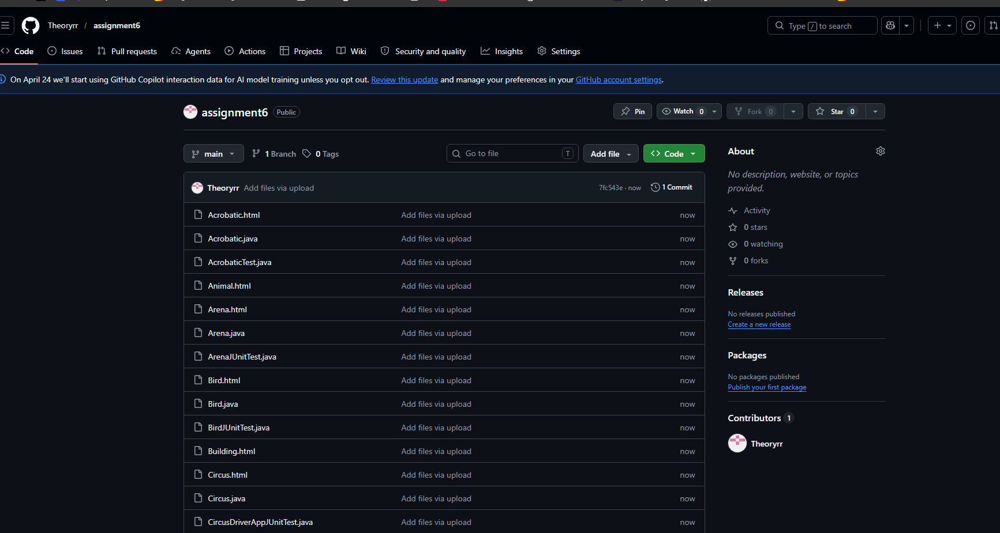 Theoryrr / assignment6
Type / to search
Code
Issues
Pull requests
Agents
Actions
Projects
Wiki
Security and quality
Insights
Settings
On April 24 we'll start using GitHub Copilot interaction data for AI model training unless you opt out. Review this update and manage your preferences in your GitHub account settings.
assignment6 Public
Pin
Watch 0
Fork 0
Star 0
main
1 Branch
0 Tags
Go to file
T
Add file
Code
Theoryrr Add files via upload
7fc543e · now
1 Commit
Acrobatic.html Add files via upload now
Acrobatic.java Add files via upload now
AcrobaticTest.java Add files via upload now
Animal.html Add files via upload now
Arena.html Add files via upload now
Arena.java Add files via upload now
ArenaJUnitTest.java Add files via upload now
Bird.html Add files via upload now
Bird.java Add files via upload now
BirdJUnitTest.java Add files via upload now
Building.html Add files via upload now
Circus.html Add files via upload now
Circus.java Add files via upload now
CircusDriverAppJUnitTest.java Add files via upload now
About
No description, website, or topics
provided.
Activity
0 stars
0 watching
0 forks
Releases
No releases published
Create a new release
Packages
No packages published
Publish your first package
Contributors 1
Theoryrr